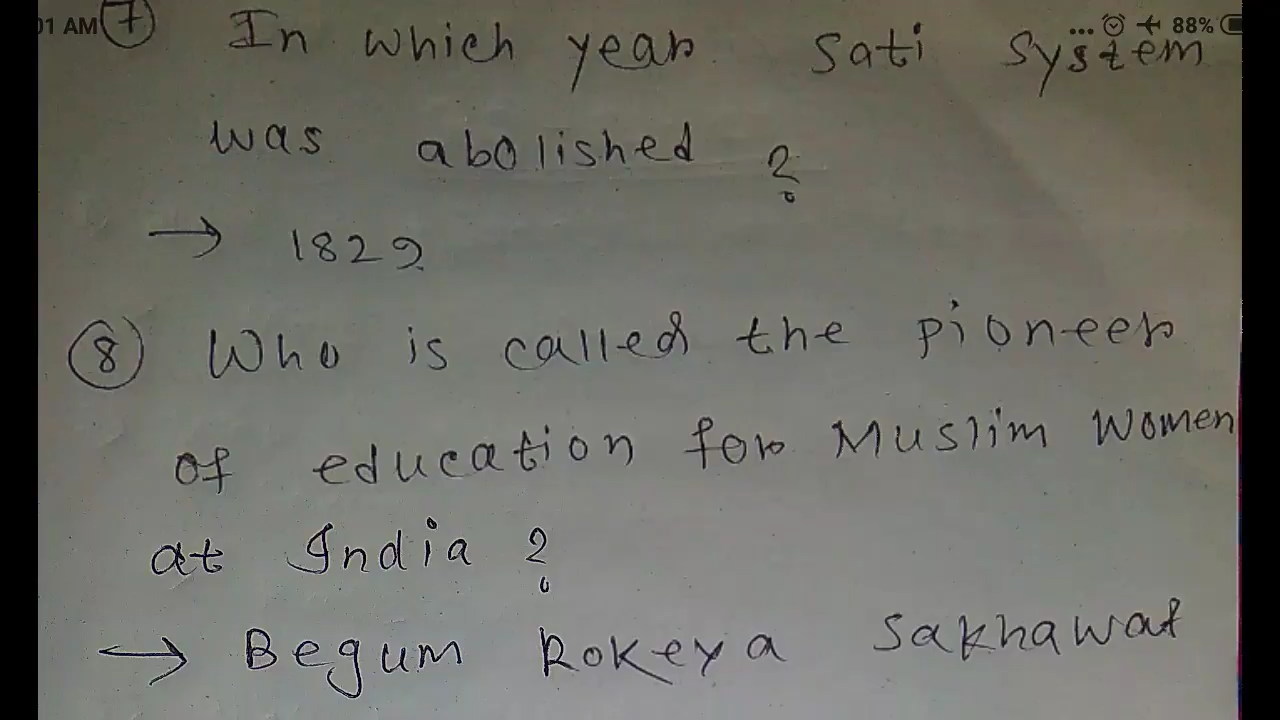 01 AM
... 88%
7 In which year sati system
was abolished ?
→ 1829
8 Who is called the pioneer
of education for Muslim women
at India ?
→ Begum Rokeya Sakhawat